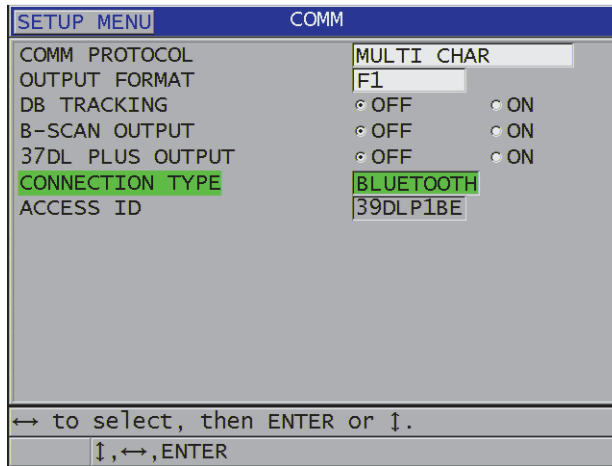 SETUP MENU COMM
COMM PROTOCOL MULTI CHAR
OUTPUT FORMAT F1
DB TRACKING OFF ON
B-SCAN OUTPUT OFF ON
37DL PLUS OUTPUT OFF ON
CONNECTION TYPE BLUETOOTH
ACCESS ID 39DLP1BE
↔ to select, then ENTER or ↕.
↕,↔,ENTER